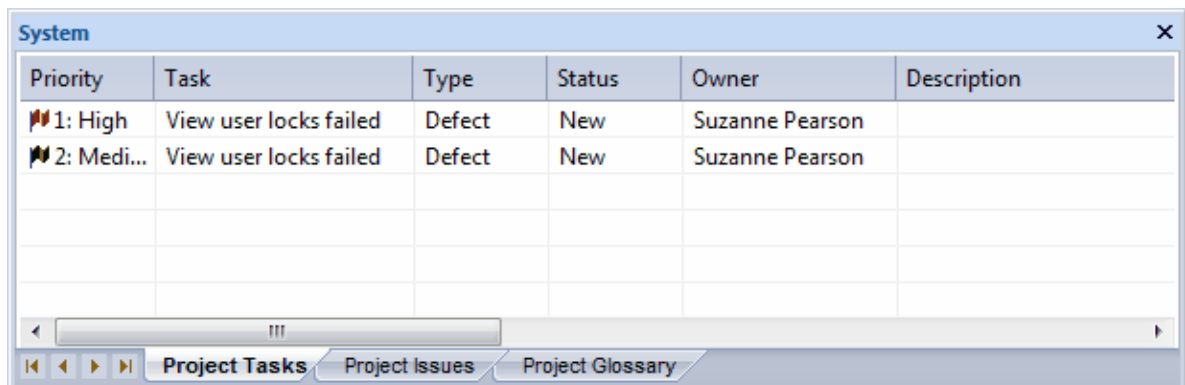 System
Priority Task Type Status Owner Description
1: High View user locks failed Defect New Suzanne Pearson
2: Medi... View user locks failed Defect New Suzanne Pearson
Project Tasks Project Issues Project Glossary